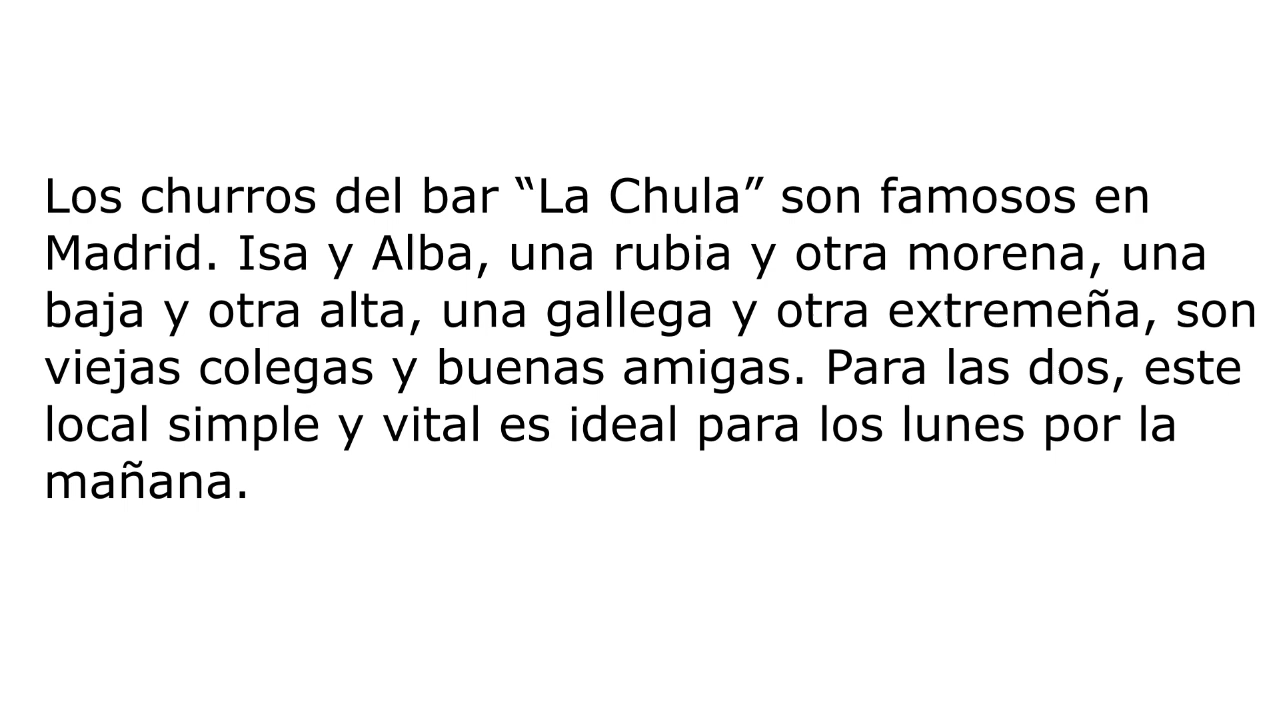 Los churros del bar “La Chula” son famosos en
Madrid. Isa y Alba, una rubia y otra morena, una
baja y otra alta, una gallega y otra extremeña, son
viejas colegas y buenas amigas. Para las dos, este
local simple y vital es ideal para los lunes por la
mañana.